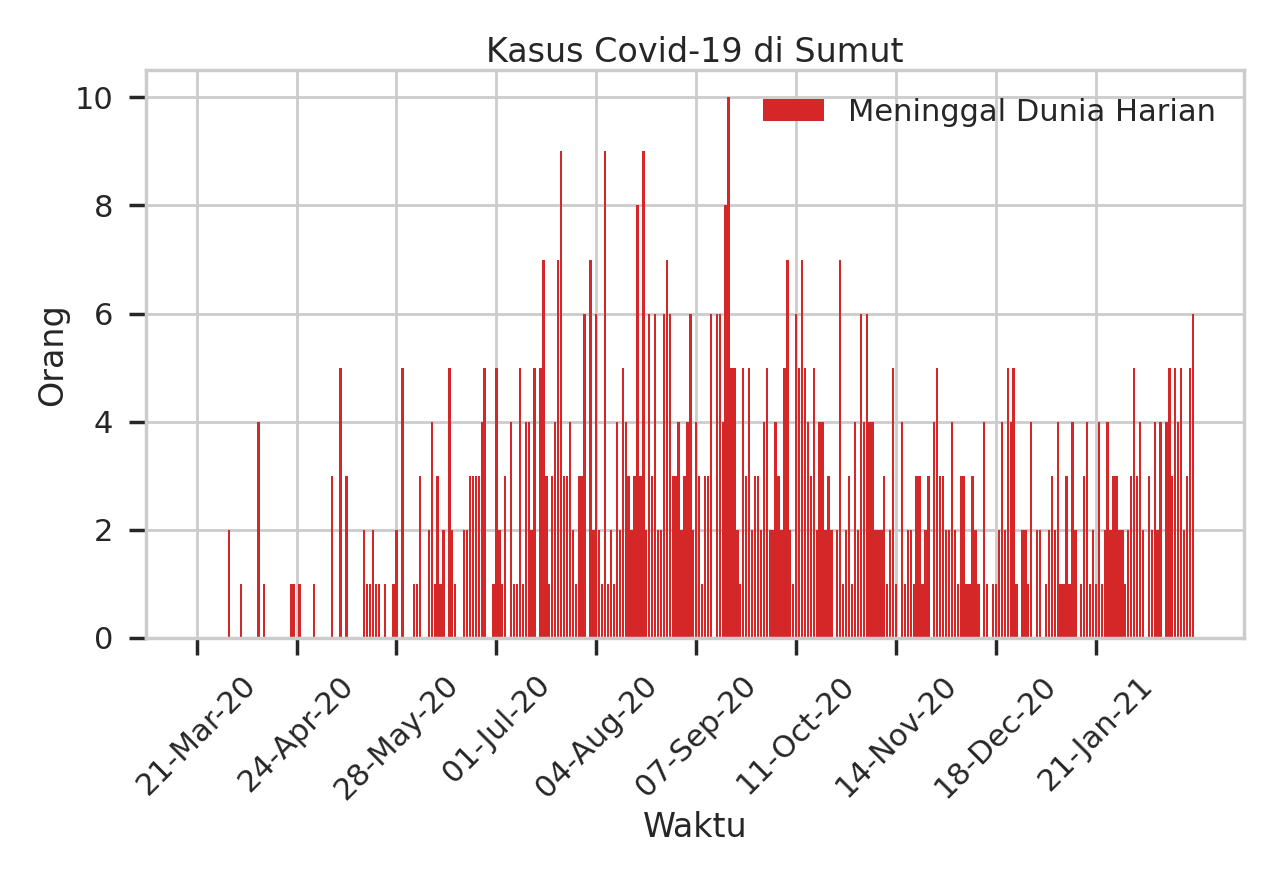 Kasus Covid-19 di Sumut
Meninggal Dunia Harian
10
8
6
4
2
0
Orang
21-Mar-20
24-Apr-20
28-May-20
01-Jul-20
04-Aug-20
07-Sep-20
11-Oct-20
14-Nov-20
18-Dec-20
21-Jan-21
Waktu